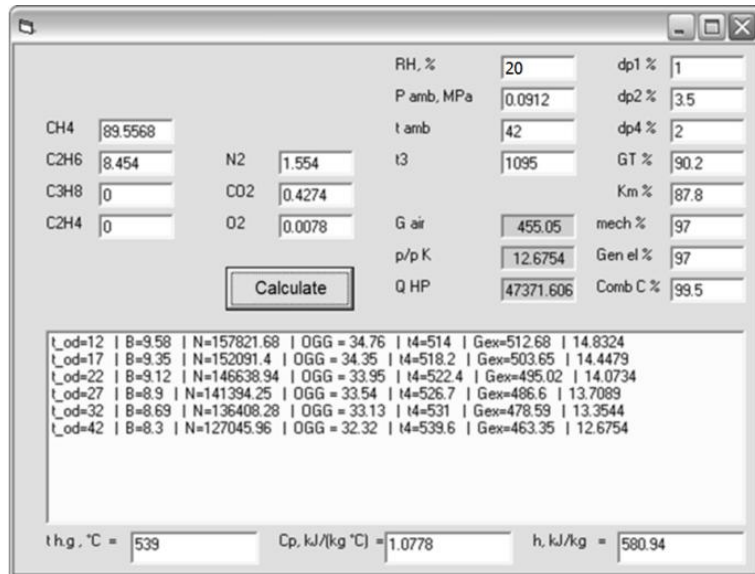 RH, % 20 dp1 % 1
P amb, MPa 0.0912 dp2 % 3.5
CH4 89.5568 t amb 42 dp4 % 2
C2H6 8.454 N2 1.554 t3 1095 GT % 90.2
C3H8 0 CO2 0.4274 Km % 87.8
C2H4 0 O2 0.0078 G air 455.05 mech % 97
p/p K 12.6754 Gen el % 97
Calculate Q HP 47371.606 Comb C % 99.5
t_od=12 | B=9.58 | N=157821.68 | OGG = 34.76 | t4=514 | Gex=512.68 | 14.8324
t_od=17 | B=9.35 | N=152091.4 | OGG = 34.35 | t4=518.2 | Gex=503.65 | 14.4479
t_od=22 | B=9.12 | N=146638.94 | OGG = 33.95 | t4=522.4 | Gex=495.02 | 14.0734
t_od=27 | B=8.9 | N=141394.25 | OGG = 33.54 | t4=526.7 | Gex=486.6 | 13.7089
t_od=32 | B=8.69 | N=136408.28 | OGG = 33.13 | t4=531 | Gex=478.59 | 13.3544
t_od=42 | B=8.3 | N=127045.96 | OGG = 32.32 | t4=539.6 | Gex=463.35 | 12.6754
t h.g , °C = 539 Cp, kJ/(kg °C) = 1.0778 h, kJ/kg = 580.94